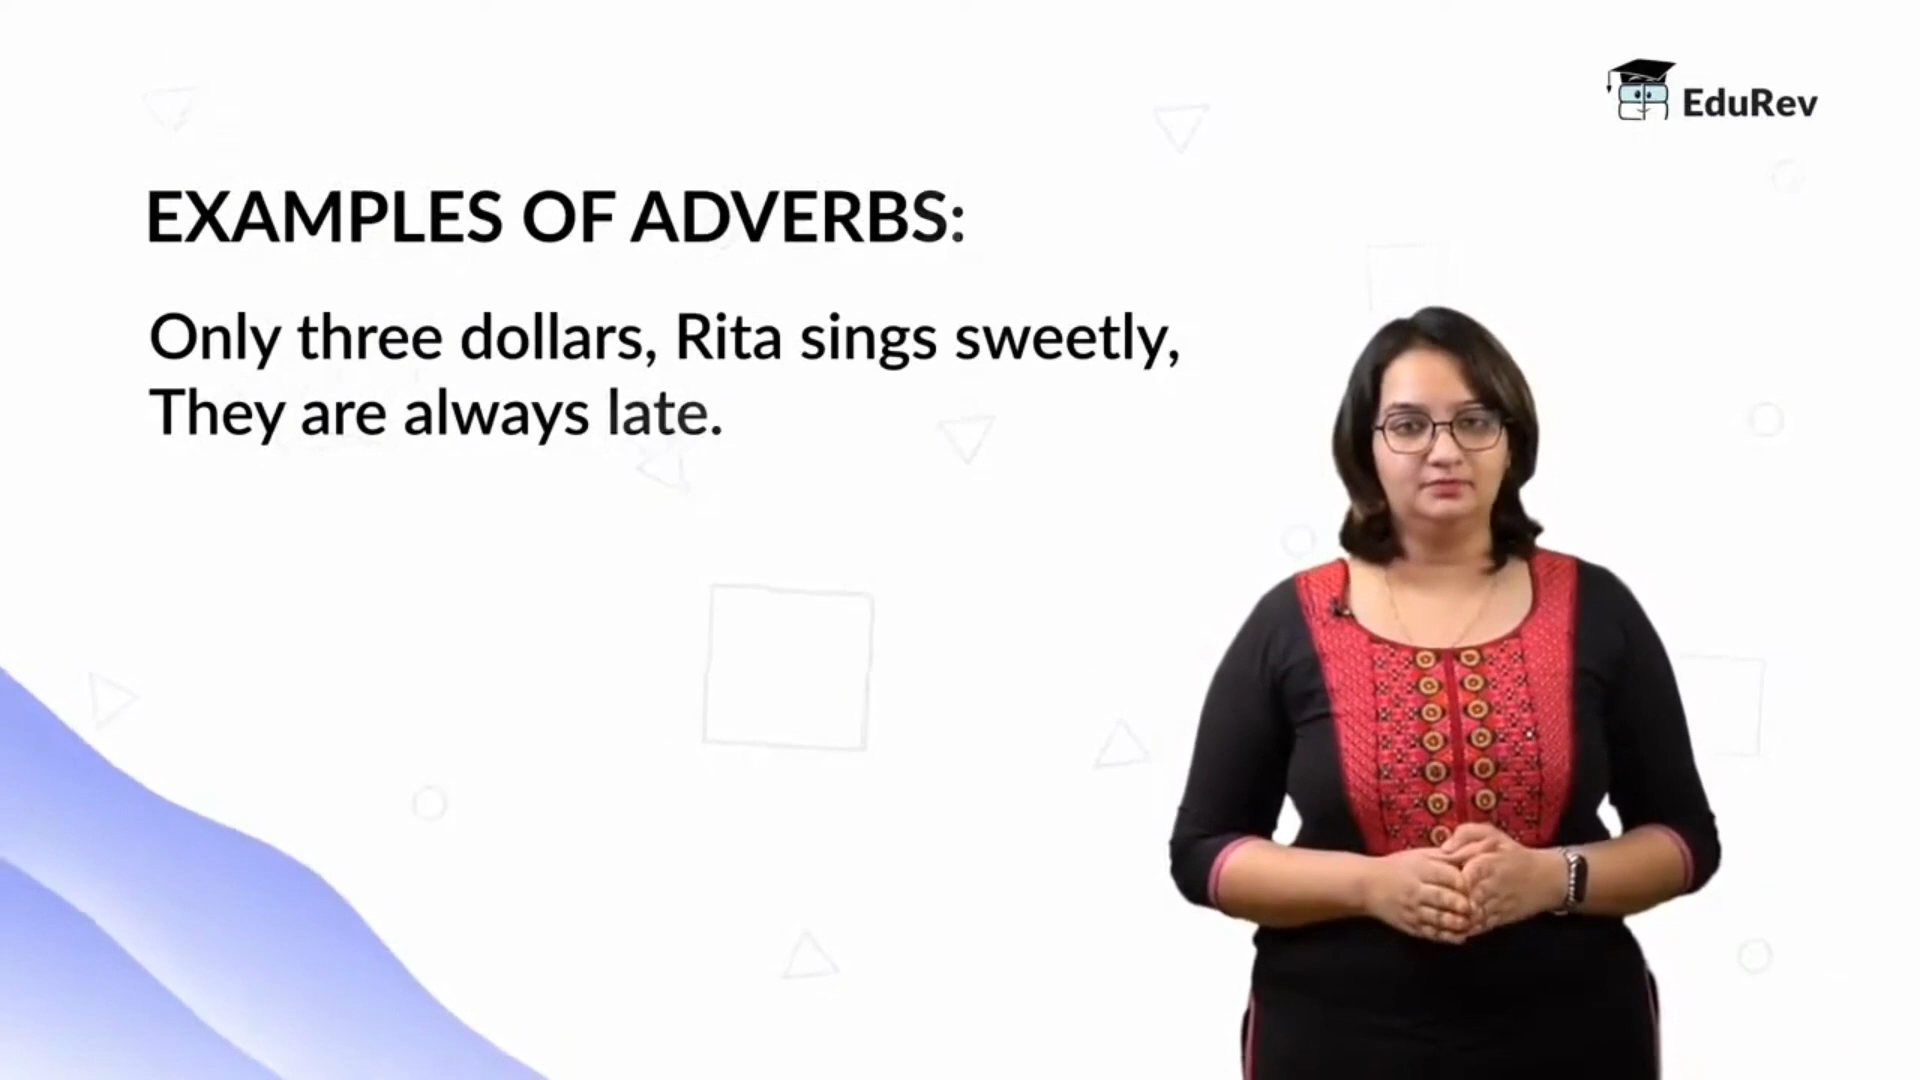 EduRev
EXAMPLES OF ADVERBS:
Only three dollars, Rita sings sweetly,
They are always late.